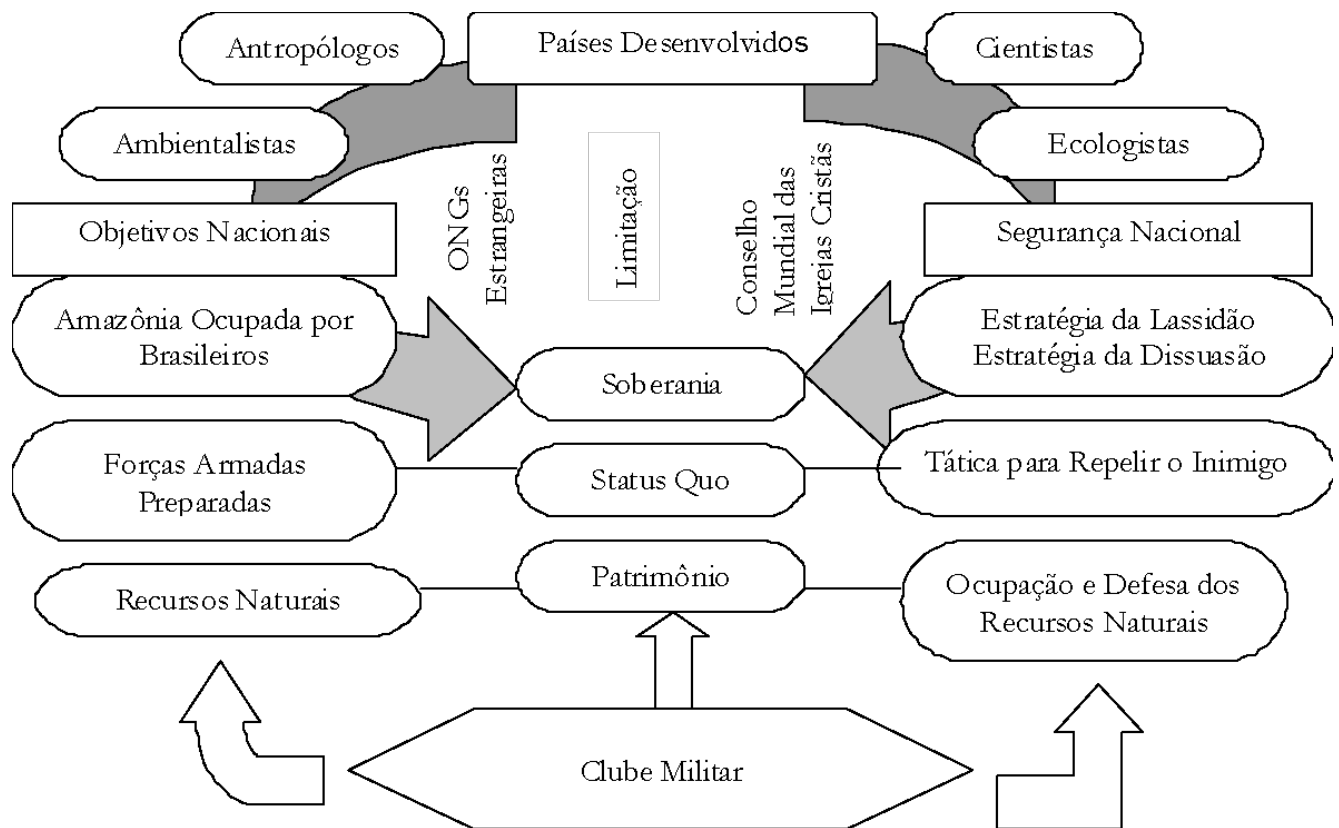 Antropólogos
Países Desenvolvidos
Cientistas
Ambientalistas
Ecologistas
ONGs
Estrangeiras
Limitação
Conselho
Mundial das
Igrejas Cristãs
Objetivos Nacionais
Segurança Nacional
Amazônia Ocupada por
Brasileiros
Soberania
Estratégia da Lassidão
Estratégia da Dissuasão
Forças Armadas
Preparadas
Status Quo
Tática para Repelir o Inimigo
Recursos Naturais
Patrimônio
Ocupação e Defesa dos
Recursos Naturais
Clube Militar